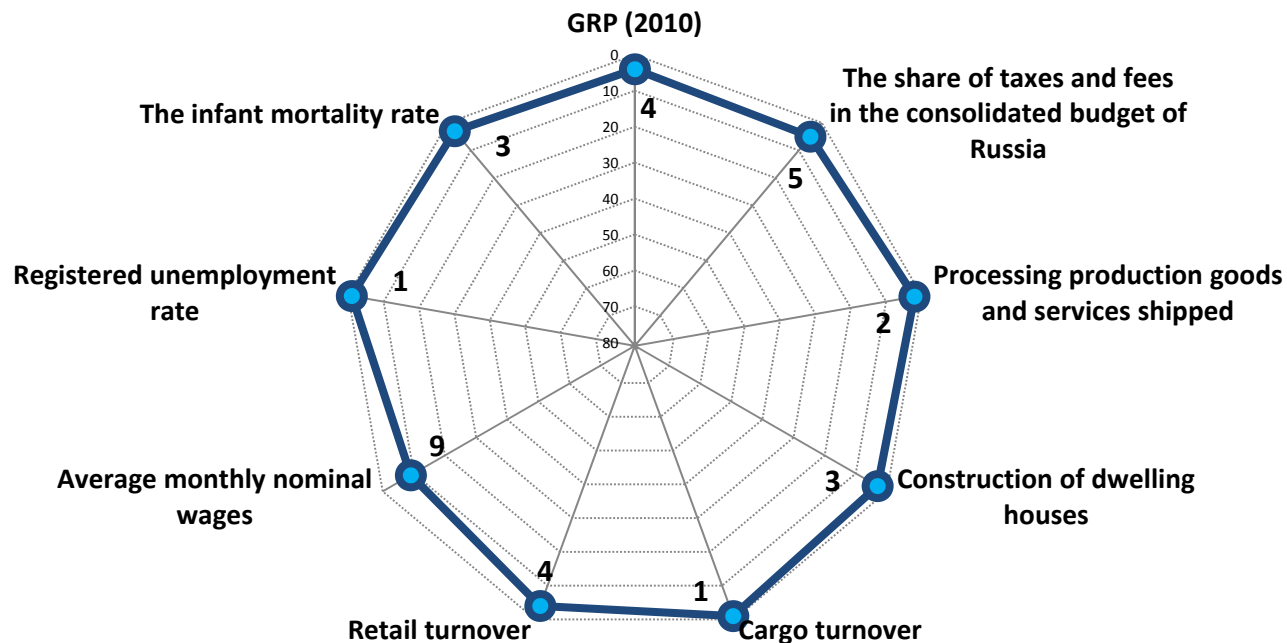 GRP (2010)
The share of taxes and fees
in the consolidated budget of
Russia
The infant mortality rate
0
10
20
30
40
50
60
70
80
4
5
3
Registered unemployment
rate
1
Processing production goods
and services shipped
2
Average monthly nominal
wages
9
3
Construction of dwelling
houses
4
1
Retail turnover
Cargo turnover